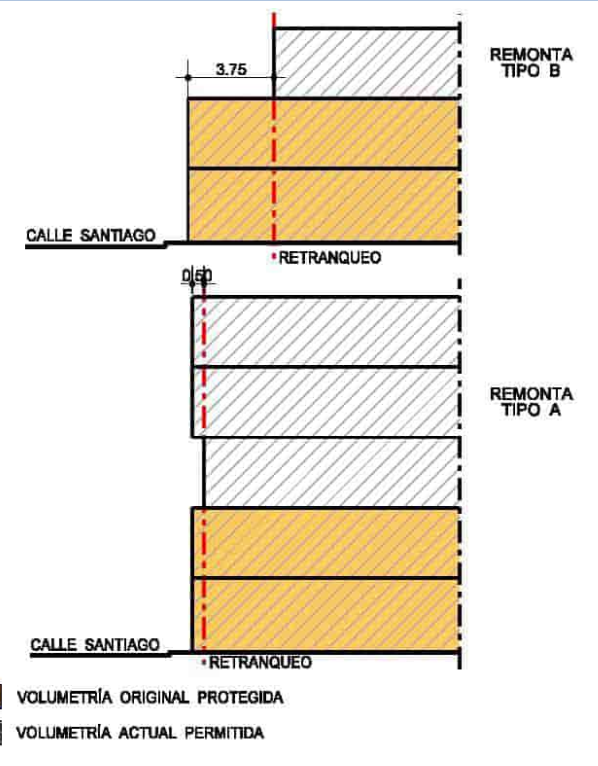 REMONTA
TIPO B
3.75
CALLE SANTIAGO
RETRANQUEO
0.50
REMONTA
TIPO A
CALLE SANTIAGO
RETRANQUEO
VOLUMETRÍA ORIGINAL PROTEGIDA
VOLUMETRÍA ACTUAL PERMITIDA